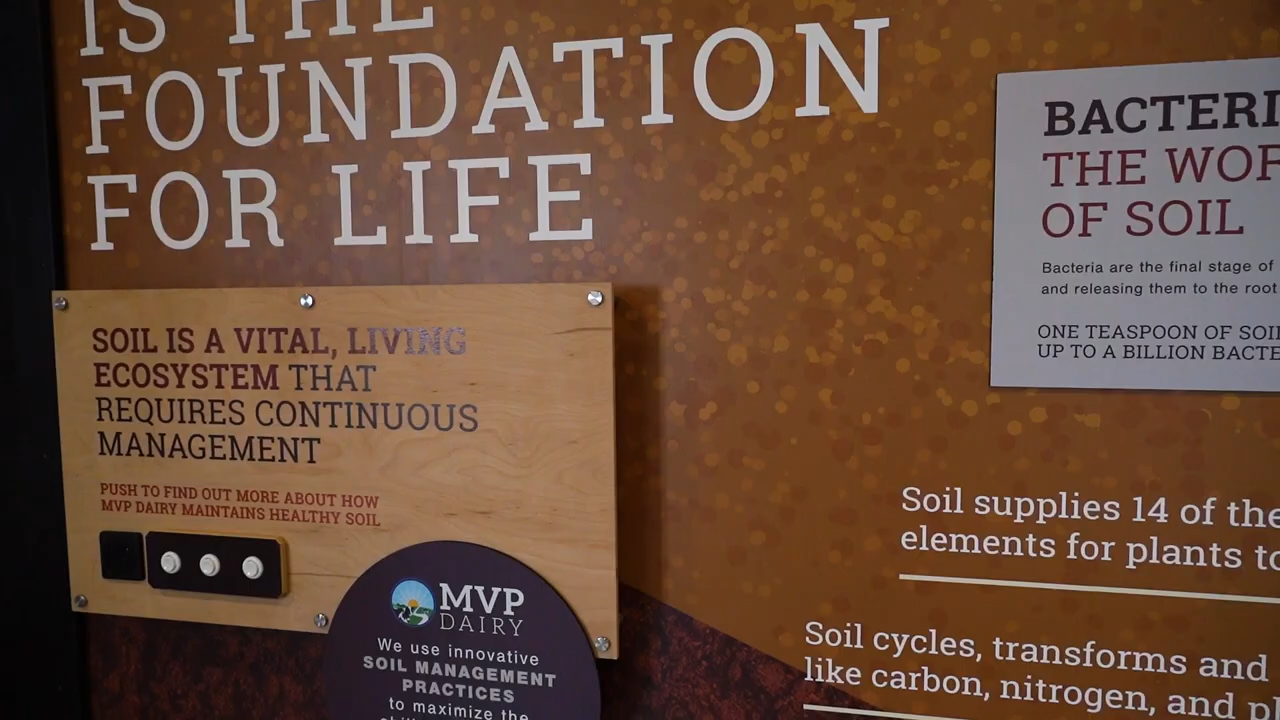 IS THE
FOUNDATION
FOR LIFE
SOIL IS A VITAL, LIVING
ECOSYSTEM THAT
REQUIRES CONTINUOUS
MANAGEMENT
PUSH TO FIND OUT MORE ABOUT HOW
MVP DAIRY MAINTAINS HEALTHY SOIL
MVP
DAIRY
We use innovative
SOIL MANAGEMENT
PRACTICES
to maximize the
BACTERI
THE WOR
OF SOIL
Bacteria are the final stage of
and releasing them to the root
ONE TEASPOON OF SOIL
UP TO A BILLION BACTE
Soil supplies 14 of the
elements for plants to
Soil cycles, transforms and
like carbon, nitrogen, and pl